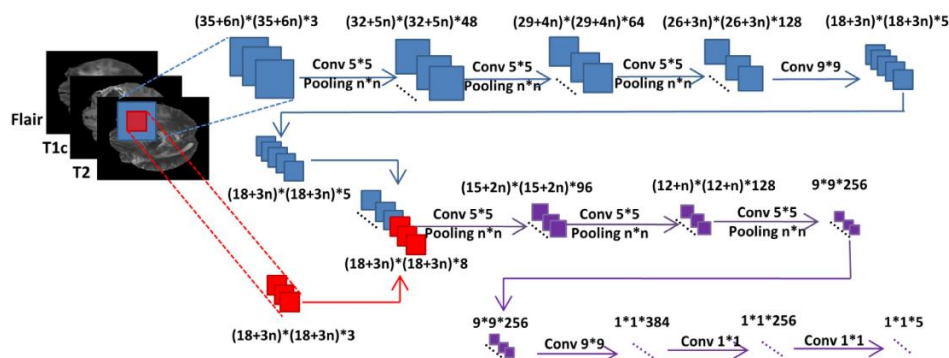 (35+6n)*(35+6n)*3
(32+5n)*(32+5n)*48
(29+4n)*(29+4n)*64
(26+3n)*(26+3n)*128
(18+3n)*(18+3n)*5
Conv 5*5
Pooling n*n
Conv 5*5
Pooling n*n
Conv 5*5
Pooling n*n
Conv 9*9
Flair
T1c
T2
(18+3n)*(18+3n)*5
(15+2n)*(15+2n)*96
(12+n)*(12+n)*128
9*9*256
Conv 5*5
Pooling n*n
Conv 5*5
Pooling n*n
Conv 5*5
Pooling n*n
(18+3n)*(18+3n)*8
(18+3n)*(18+3n)*3
9*9*256
1*1*384
1*1*256
1*1*5
Conv 9*9
Conv 1*1
Conv 1*1